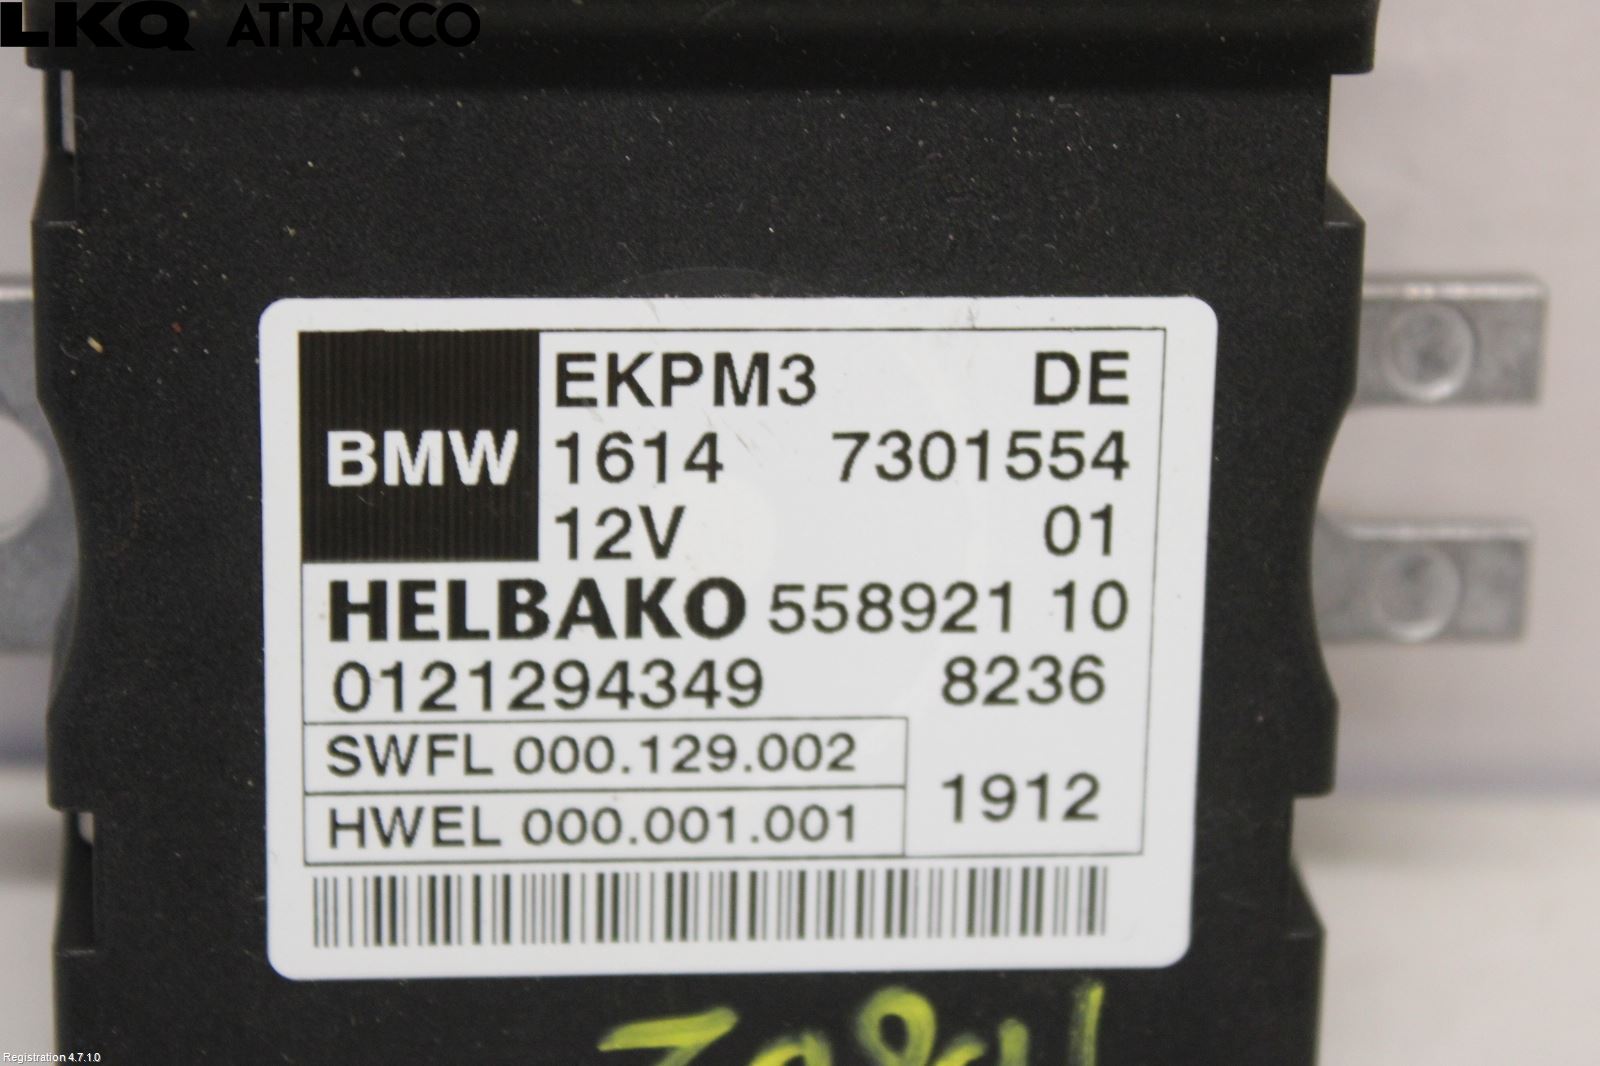 LKQ ATRACCO
EKPM3 DE
BMW 1614 7301554
12V 01
HELBAKO 558921 10
0121294349 8236
SWFL 000.129.002
HWEL 000.001.001
1912
Registration 4.7.1.0